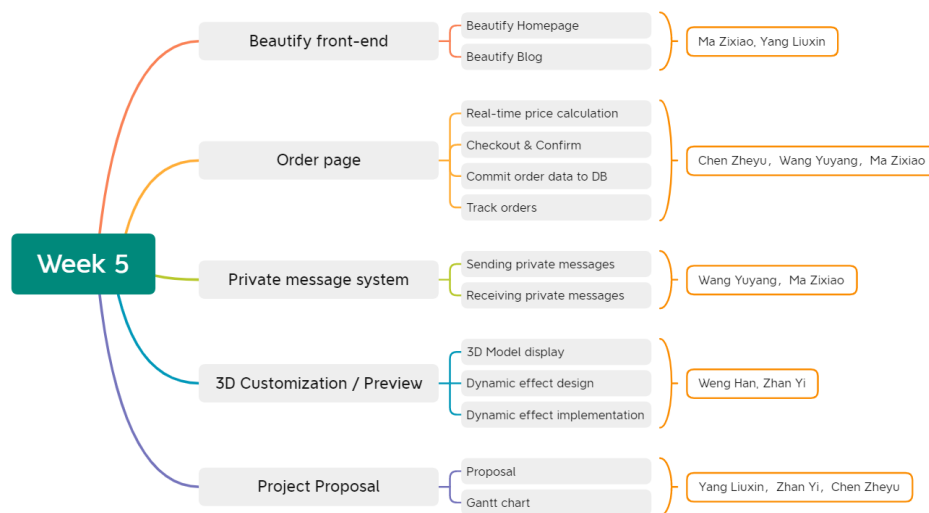 Week 5
Beautify front-end
Beautify Homepage
Beautify Blog
Ma Zixiao, Yang Liuxin
Order page
Real-time price calculation
Checkout & Confirm
Commit order data to DB
Track orders
Chen Zheyu，Wang Yuyang，Ma Zixiao
Private message system
Sending private messages
Receiving private messages
Wang Yuyang，Ma Zixiao
3D Customization / Preview
3D Model display
Dynamic effect design
Dynamic effect implementation
Weng Han, Zhan Yi
Project Proposal
Proposal
Gantt chart
Yang Liuxin，Zhan Yi，Chen Zheyu